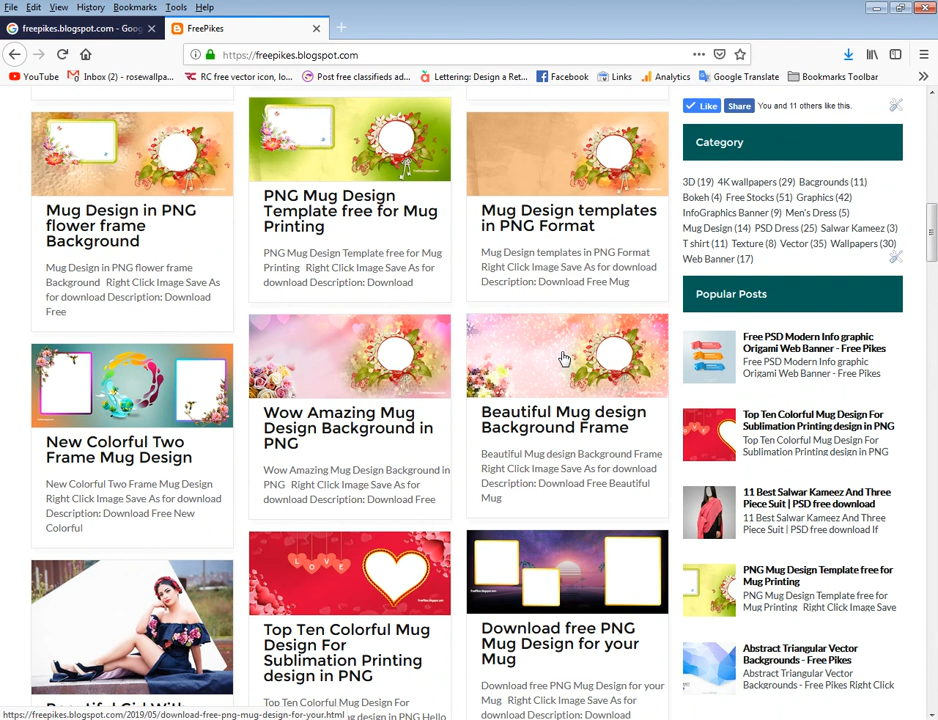 File Edit View History Bookmarks Tools Help
freepikes.blogspot.com - Goog
FreePikes
https://freepikes.blogspot.com
YouTube
Inbox (2) - rosewallpa...
RC free vector icon, lo...
Post free classifieds ad...
Lettering: Design a Ret...
Facebook
Links
Analytics
Google Translate
Bookmarks Toolbar
Mug Design in PNG
flower frame
Background
Mug Design in PNG flower frame
Background Right Click Image Save As
for download Description: Download
Free
PNG Mug Design
Template free for Mug
Printing
PNG Mug Design Template free for Mug
Printing Right Click Image Save As for
download Description: Download
Mug Design templates
in PNG Format
Mug Design templates in PNG Format
Right Click Image Save As for download
Description: Download Free Mug
New Colorful Two
Frame Mug Design
New Colorful Two Frame Mug Design
Right Click Image Save As for download
Description: Download Free New
Colorful
Wow Amazing Mug
Design Background in
PNG
Wow Amazing Mug Design Background in
PNG Right Click Image Save As for
download Description: Download Free
Beautiful Mug design
Background Frame
Beautiful Mug design Background Frame
Right Click Image Save As for download
Description: Download Free Beautiful
Mug
LOVE
Top Ten Colorful Mug
Design For
Sublimation Printing
design in PNG
Top Ten Colorful Mug Design For
Sublimation Printing design in PNG Hello
Download free PNG
Mug Design for your
Mug
Download free PNG Mug Design for your
Mug Right Click Image Save As for
Beautiful Girl With
https://freepikes.blogspot.com/2019/05/download-free-png-mug-design-for-your.html
Like
Share
You and 11 others like this.
Category
3D (19) 4K wallpapers (29) Bacgrounds (11)
Bokeh (4) Free Stocks (51) Graphics (42)
InfoGraphics Banner (9) Men's Dress (5)
Mug Design (14) PSD Dress (25) Salwar Kameez (3)
T shirt (11) Texture (8) Vector (35) Wallpapers (30)
Web Banner (17)
Popular Posts
Free PSD Modern Info graphic
Origami Web Banner - Free Pikes
Free PSD Modern Info graphic
Origami Web Banner - Free Pikes
Top Ten Colorful Mug Design For
Sublimation Printing design in PNG
Top Ten Colorful Mug Design For
Sublimation Printing design in PNG
11 Best Salwar Kameez And Three
Piece Suit | PSD free download
11 Best Salwar Kameez And Three
Piece Suit | PSD free download If
PNG Mug Design Template free for
Mug Printing
PNG Mug Design Template free for
Mug Printing Right Click Image Save
Abstract Triangular Vector
Backgrounds - Free Pikes
Abstract Triangular Vector
Backgrounds - Free Pikes Right Click